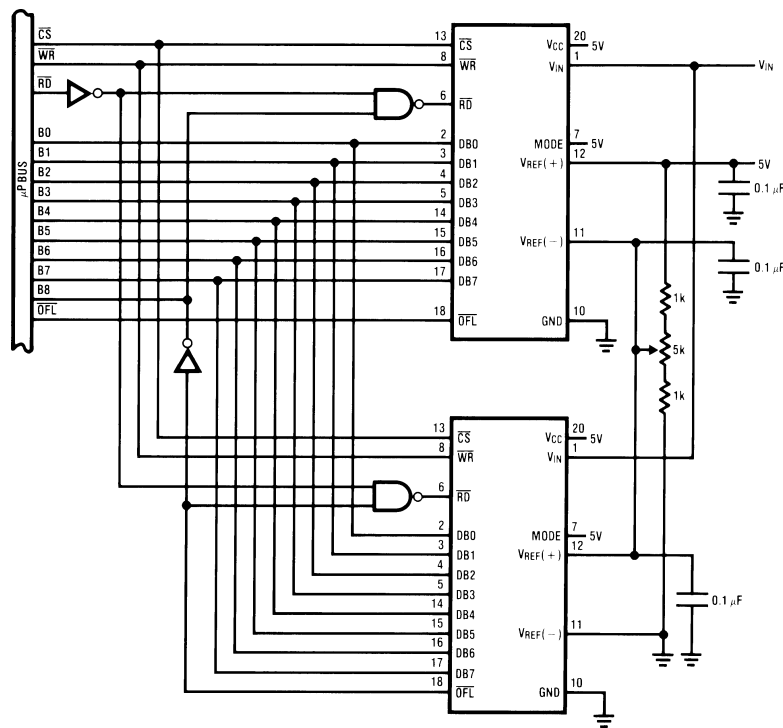 μP BUS
CS
WR
RD
B0
B1
B2
B3
B4
B5
B6
B7
B8
OFL
13 CS
8 WR
6 RD
2 DB0
3 DB1
4 DB2
5 DB3
14 DB4
15 DB5
16 DB6
17 DB7
18 OFL
VCC 20 5V
VIN 1
VIN
MODE 7 5V
VREF(+) 12
5V
0.1 μF
VREF(−) 11
0.1 μF
1k
5k
1k
GND 10
13 CS
8 WR
6 RD
2 DB0
3 DB1
4 DB2
5 DB3
14 DB4
15 DB5
16 DB6
17 DB7
18 OFL
VCC 20 5V
VIN 1
MODE 7 5V
VREF(+) 12
0.1 μF
VREF(−) 11
GND 10